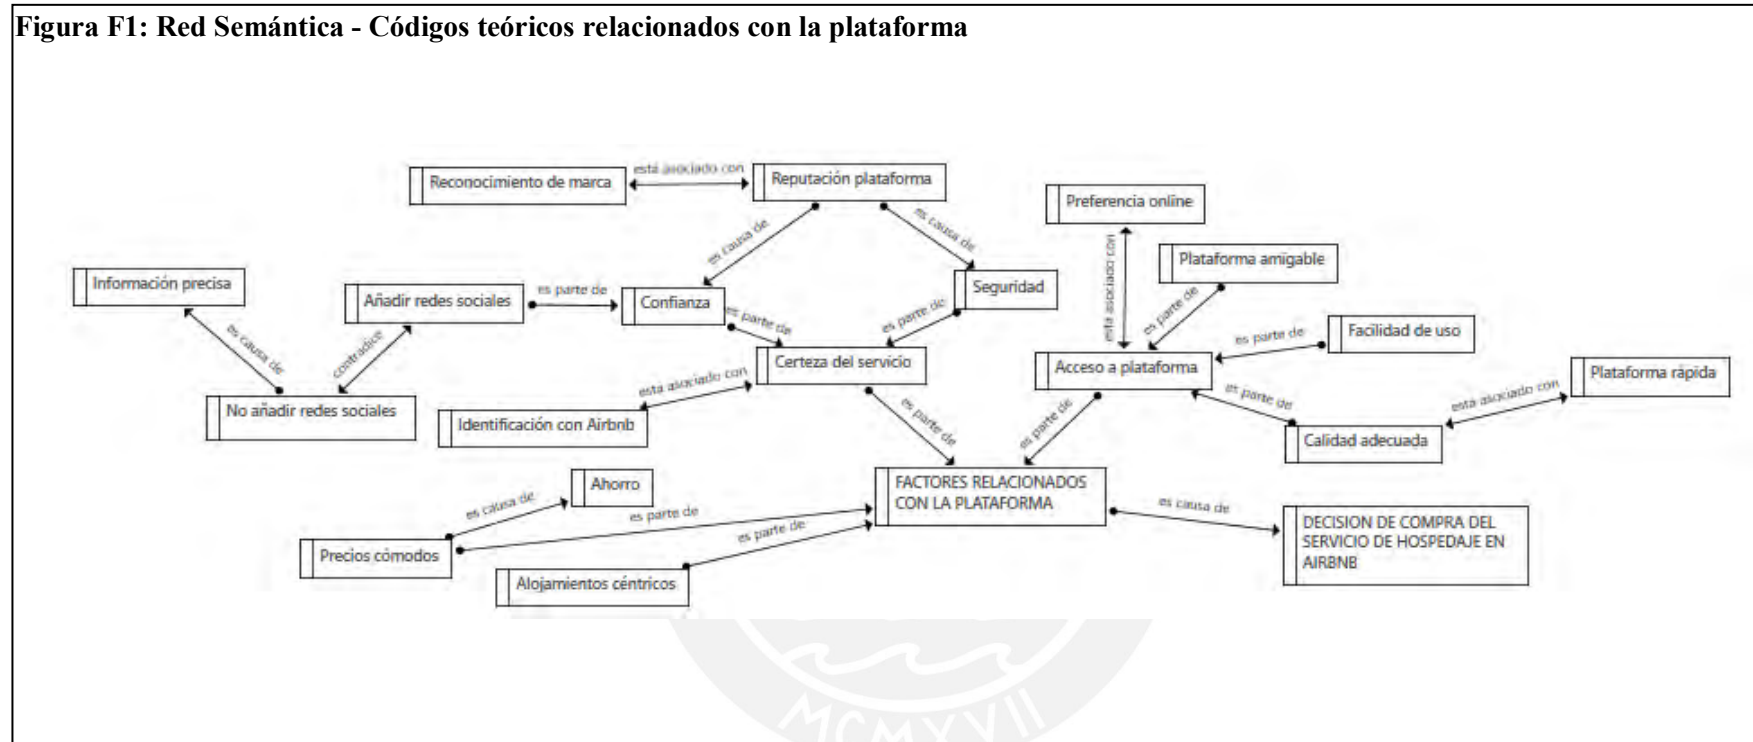 Figura F1: Red Semántica - Códigos teóricos relacionados con la plataforma
Reconocimiento de marca
está asociado con
Reputación plataforma
Preferencia online
es causa de
es causa de
está asociado con
Plataforma amigable
Información precisa
Añadir redes sociales
es parte de
Confianza
Seguridad
es parte de
es causa de
contradice
es parte de
es parte de
Facilidad de uso
es parte de
Certeza del servicio
Acceso a plataforma
Plataforma rápida
No añadir redes sociales
está asociado con
Identificación con Airbnb
es parte de
es parte de
es parte de
está asociado con
Calidad adecuada
Ahorro
FACTORES RELACIONADOS
CON LA PLATAFORMA
es causa de
es parte de
es causa de
Precios cómodos
es parte de
Alojamientos céntricos
DECISION DE COMPRA DEL
SERVICIO DE HOSPEDAJE EN
AIRBNB
MCMXVII